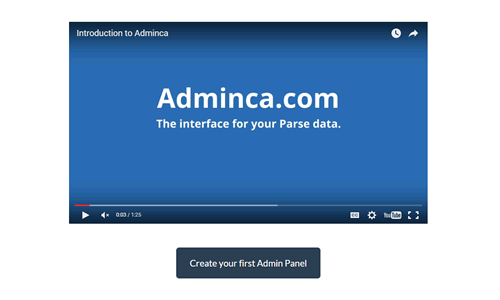 Introduction to Adminca
Adminca.com
The interface for your Parse data.
0:03 / 1:25
CC
YouTube
Create your first Admin Panel